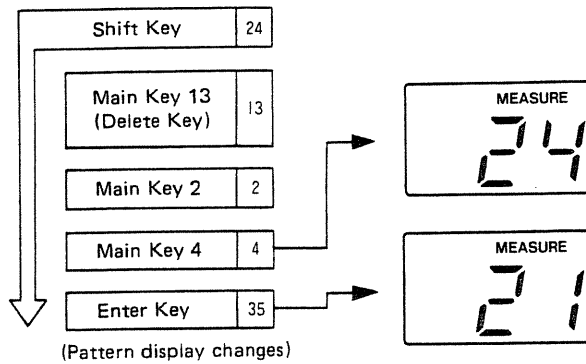 Shift Key 24
Main Key 13
(Delete Key) 13
Main Key 2 2
Main Key 4 4
Enter Key 35
(Pattern display changes)
MEASURE
24
MEASURE
21